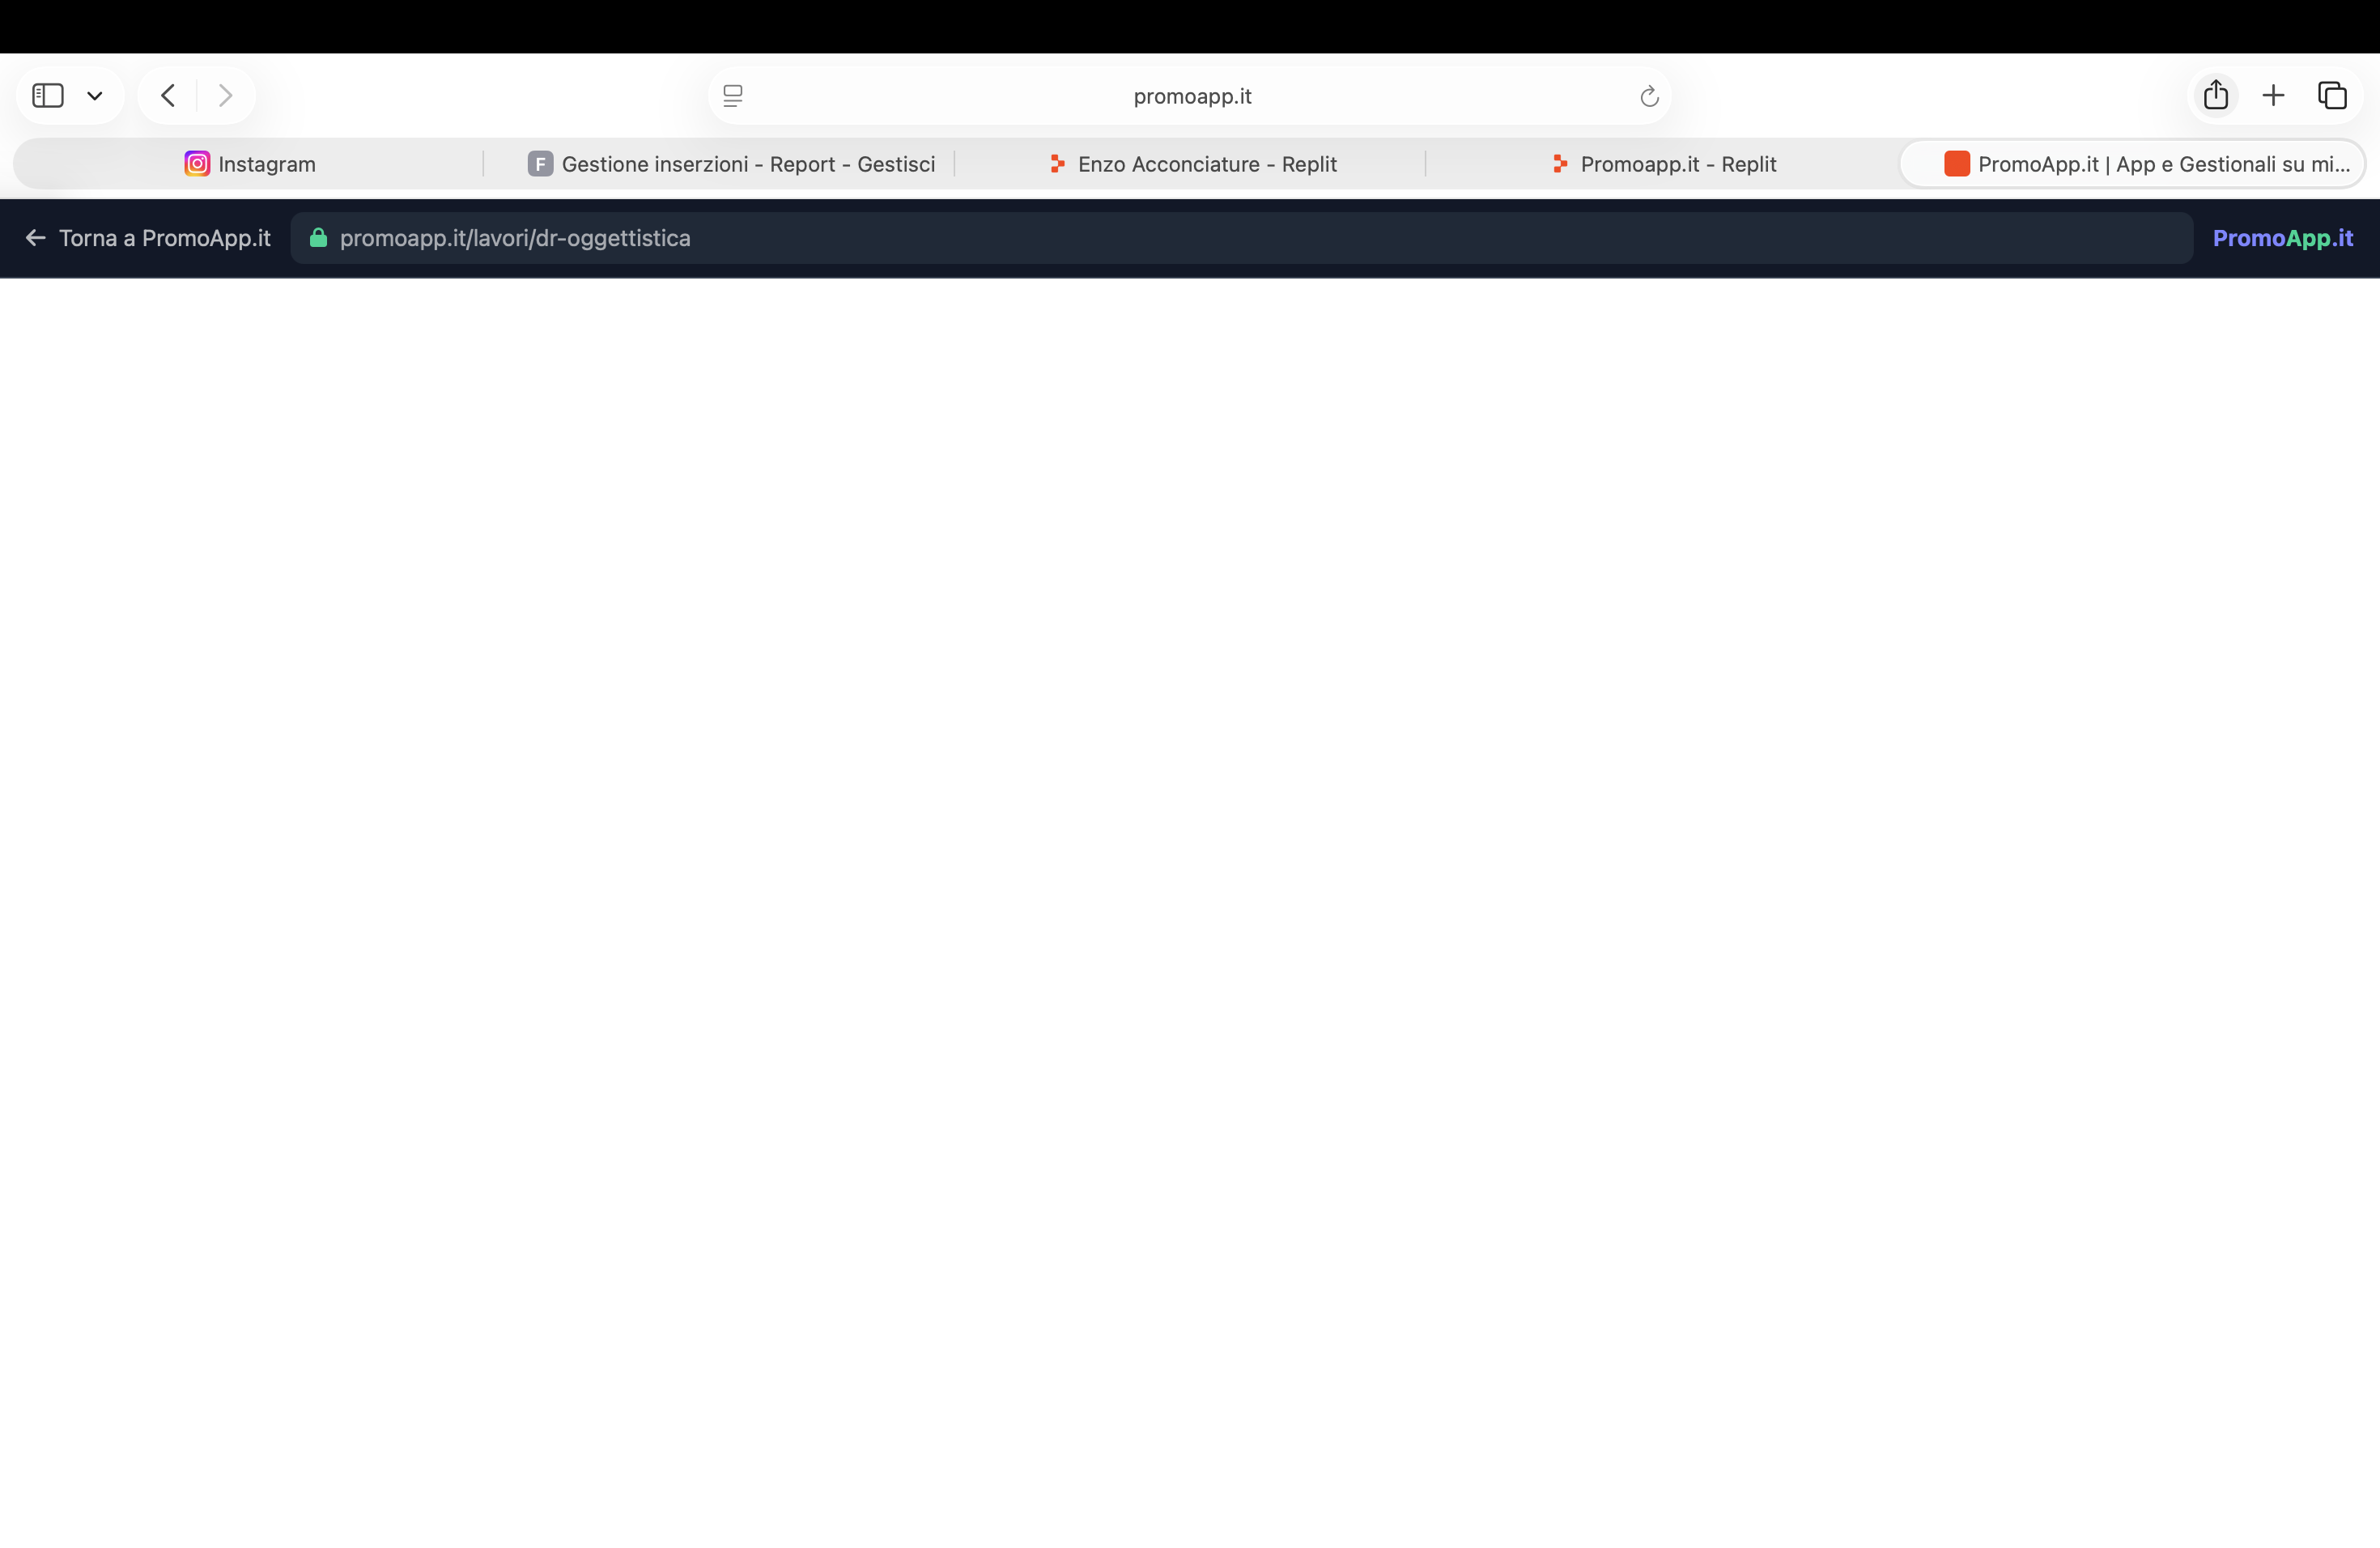 promoapp.it
Instagram
F Gestione inserzioni - Report - Gestisci
Enzo Acconciature - Replit
Promoapp.it - Replit
PromoApp.it | App e Gestionali su mi...
Torna a PromoApp.it
promoapp.it/lavori/dr-oggettistica
PromoApp.it